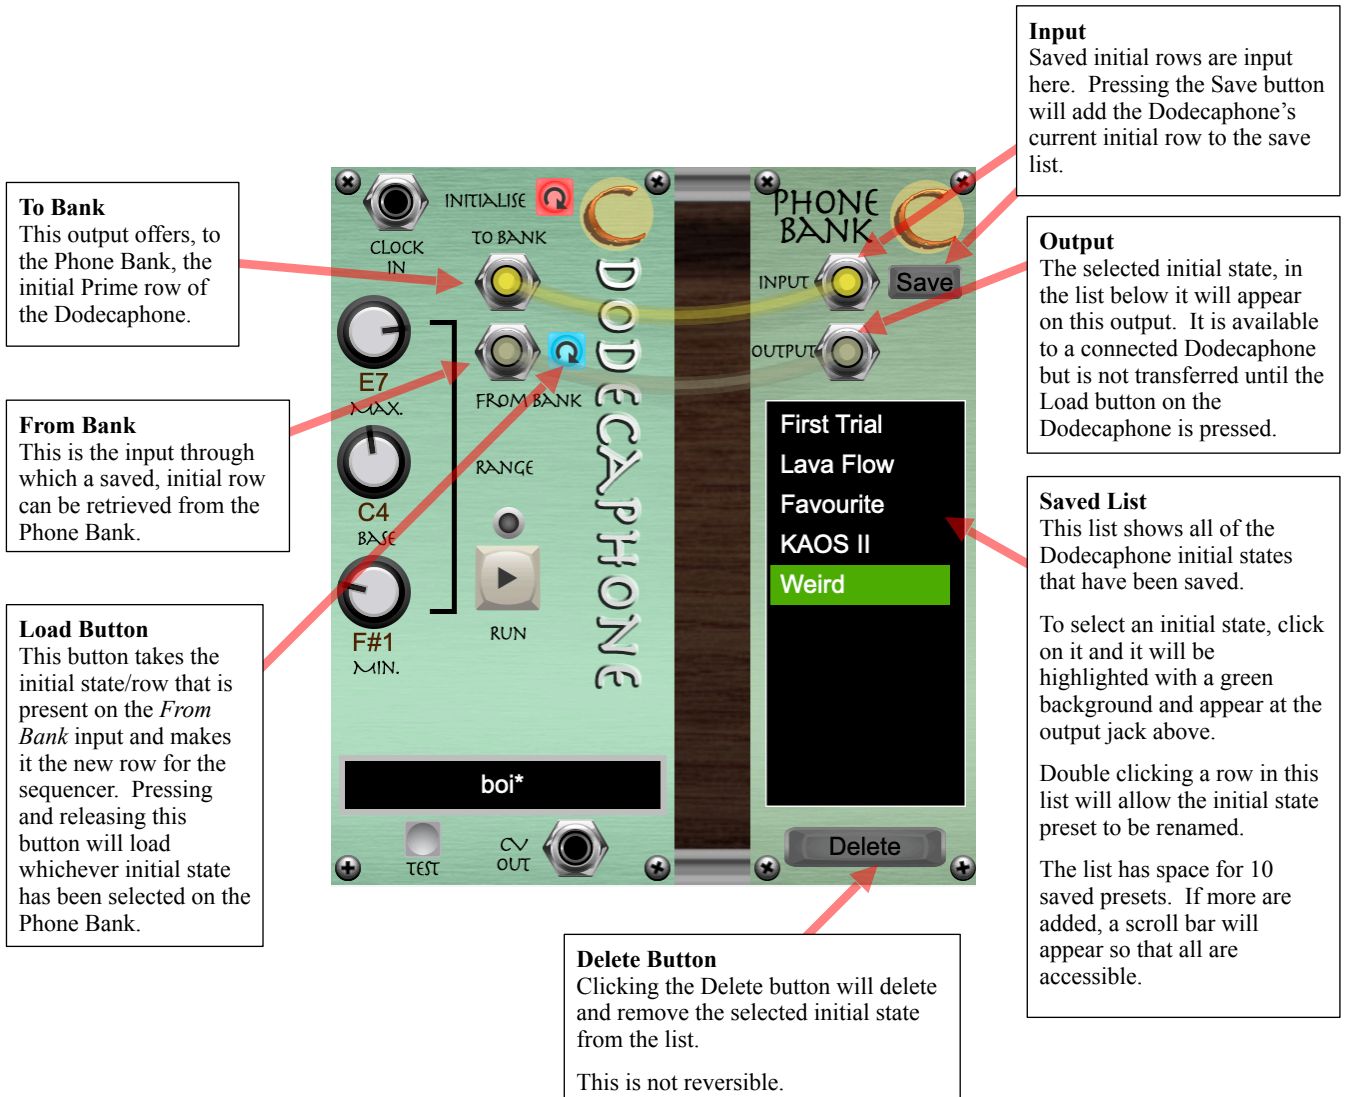 Input
Saved initial rows are input
here.  Pressing the Save button
will add the Dodecaphone’s
current initial row to the save
list.
To Bank
This output offers, to
the Phone Bank, the
initial Prime row of
the Dodecaphone.
From Bank
This is the input through
which a saved, initial row
can be retrieved from the
Phone Bank.
Load Button
This button takes the
initial state/row that is
present on the From
Bank input and makes
it the new row for the
sequencer.  Pressing
and releasing this
button will load
whichever initial state
has been selected on the
Phone Bank.
INITIALISE
CLOCK
IN
TO BANK
E7
MAX.
FROM BANK
RANGE
C4
BASE
F#1
MIN.
RUN
DODECAPHONE
boi*
TEST
CV
OUT
PHONE
BANK
INPUT
Save
OUTPUT
First Trial
Lava Flow
Favourite
KAOS II
Weird
Delete
Output
The selected initial state, in
the list below it will appear
on this output.  It is available
to a connected Dodecaphone
but is not transferred until the
Load button on the
Dodecaphone is pressed.
Saved List
This list shows all of the
Dodecaphone initial states
that have been saved.
To select an initial state, click
on it and it will be
highlighted with a green
background and appear at the
output jack above.
Double clicking a row in this
list will allow the initial state
preset to be renamed.
The list has space for 10
saved presets.  If more are
added, a scroll bar will
appear so that all are
accessible.
Delete Button
Clicking the Delete button will delete
and remove the selected initial state
from the list.
This is not reversible.